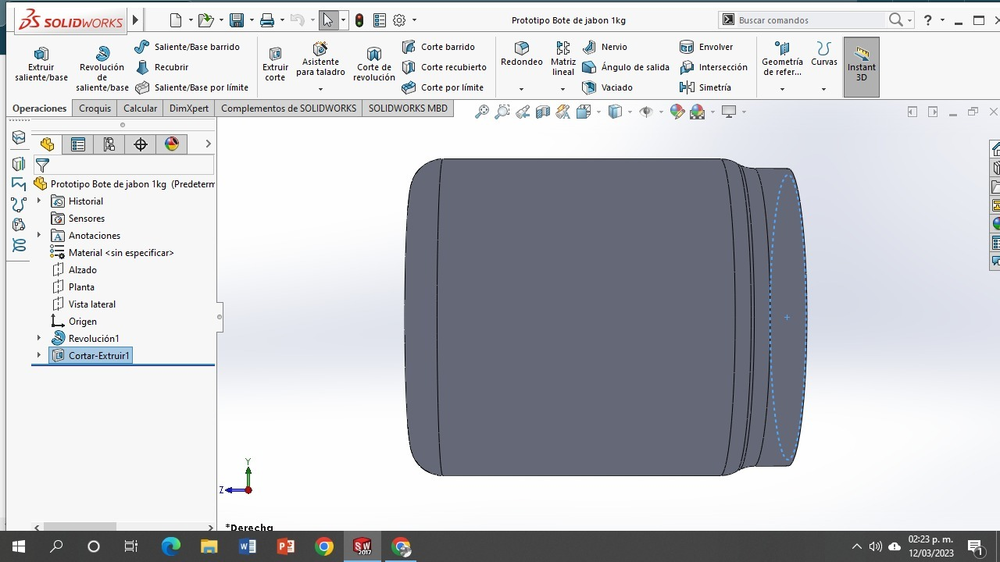 SOLIDWORKS
Prototipo Bote de jabon 1kg
Buscar comandos
?
Extruir saliente/base
Revolución de saliente/base
Saliente/Base barrido
Recubrir
Saliente/Base por límite
Extruir corte
Asistente para taladro
Corte de revolución
Corte barrido
Corte recubierto
Corte por límite
Redondeo
Matriz lineal
Nervio
Ángulo de salida
Vaciado
Envolver
Intersección
Simetría
Geometría de refer...
Curvas
Instant 3D
Operaciones
Croquis
Calcular
DimXpert
Complementos de SOLIDWORKS
SOLIDWORKS MBD
Prototipo Bote de jabon 1kg (Predeterm
Historial
Sensores
Anotaciones
Material <sin especificar>
Alzado
Planta
Vista lateral
Origen
Revolución1
Cortar-Extruir1
Y
Z
*Derecha
SW 2017
02:23 p. m.
12/03/2023
1